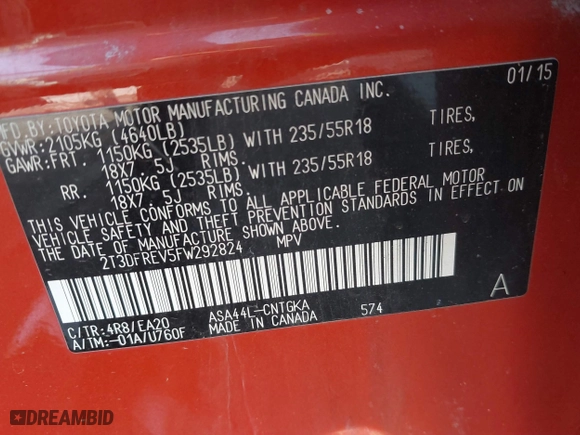 01/15
MFD.BY:TOYOTA MOTOR MANUFACTURING CANADA INC.
GVWR:2105KG (4640LB)
GAWR:FRT. 1150KG (2535LB) WITH 235/55R18 TIRES,
18X7.5J RIMS.
RR. 1150KG (2535LB) WITH 235/55R18 TIRES,
18X7.5J RIMS.
THIS VEHICLE CONFORMS TO ALL APPLICABLE FEDERAL MOTOR
VEHICLE SAFETY AND THEFT PREVENTION STANDARDS IN EFFECT ON
THE DATE OF MANUFACTURE SHOWN ABOVE.
2T3DFREV5FW292824 MPV
C/TR:4R8/EA20 ASA44L-CNTGKA 574 A
A/TM:-01A/U760F MADE IN CANADA
DREAMBID